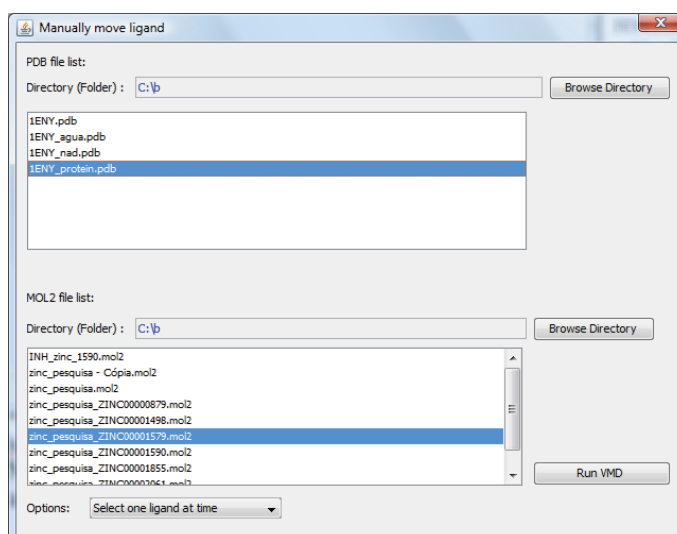 Manually move ligand
PDB file list:
Directory (Folder) : C:\b Browse Directory
1ENY.pdb
1ENY_agua.pdb
1ENY_nad.pdb
1ENY_protein.pdb
MOL2 file list:
Directory (Folder) : C:\b Browse Directory
INH_zinc_1590.mol2
zinc_pesquisa - Cópia.mol2
zinc_pesquisa.mol2
zinc_pesquisa_ZINC00000879.mol2
zinc_pesquisa_ZINC00001498.mol2
zinc_pesquisa_ZINC00001579.mol2
zinc_pesquisa_ZINC00001590.mol2
zinc_pesquisa_ZINC00001855.mol2
zinc_pesquisa_ZINC00002061.mol2
Run VMD
Options: Select one ligand at time